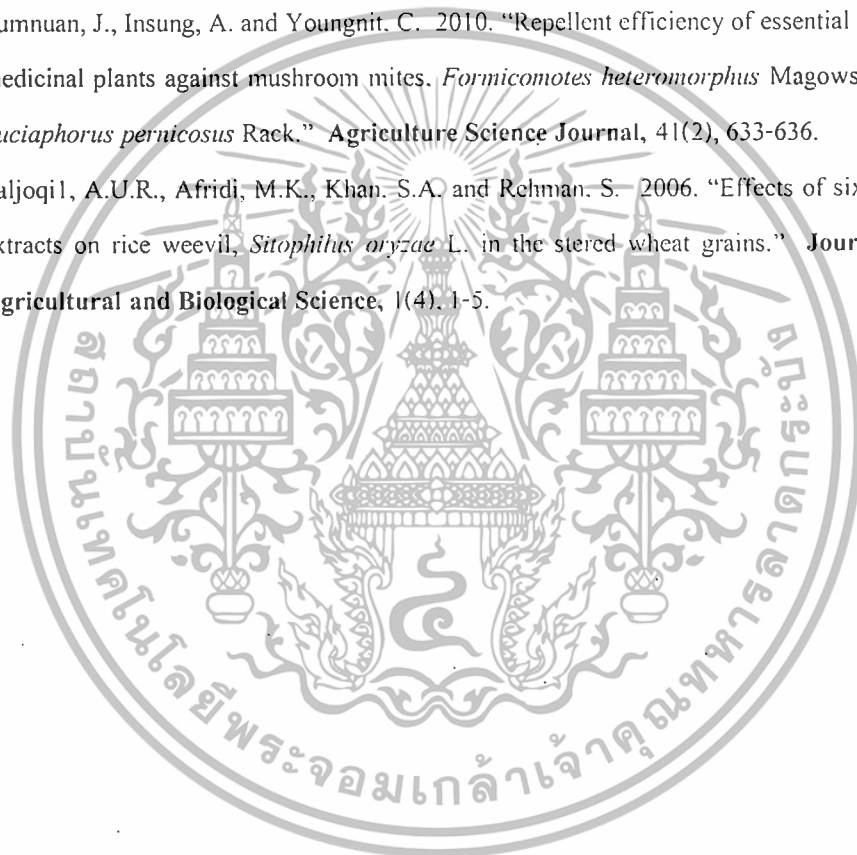 umnuan, J., Insung, A. and Youngnit. C. 2010. “Repellent efficiency of essential
nedicinal plants against mushroom mites. Formicomotes heteromorphus Magows
uciaphorus pernicosus Rack.” Agriculture Science Journal, 41(2), 633-636.
aljoqi1, A.U.R., Afridi, M.K., Khan. S.A. and Rehman. S. 2006. “Effects of six
xtracts on rice weevil, Sitophilus oryzae L. in the stered wheat grains.” Jour
gricultural and Biological Science, 1(4), 1-5.
สถาบันเทคโนโลยีพระจอมเกล้าเจ้าคุณทหารลาดกระบัง